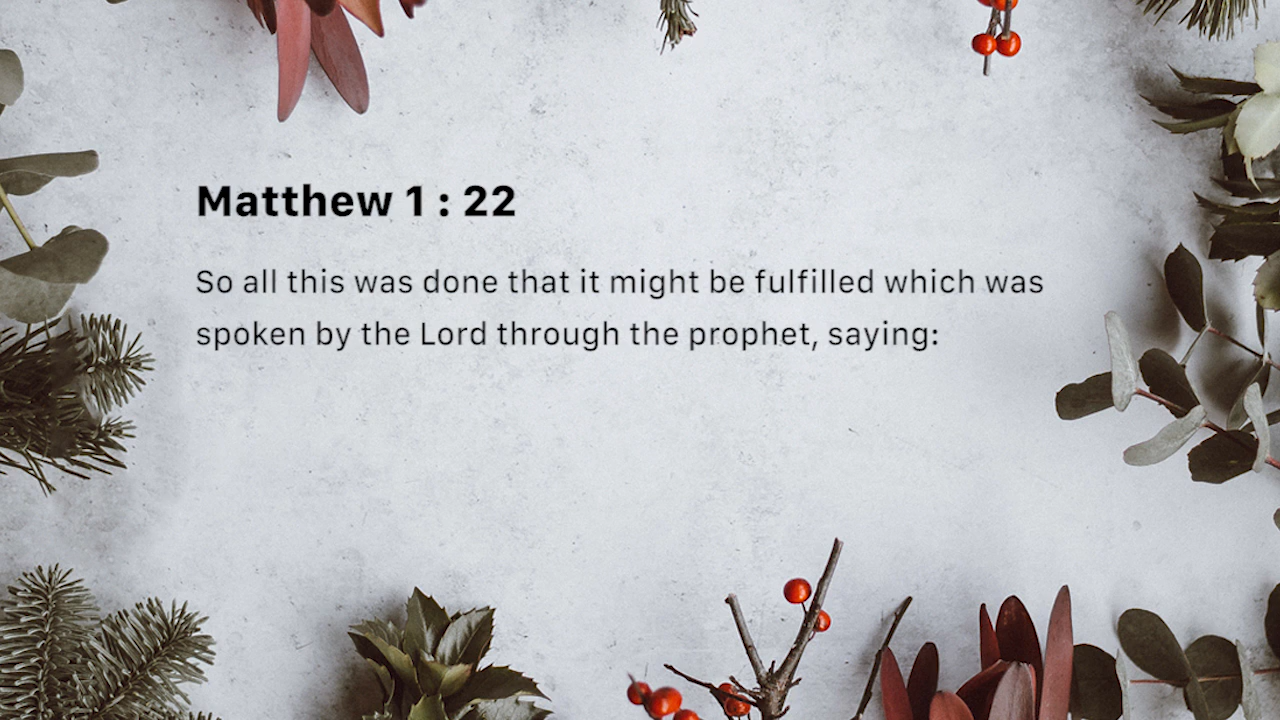 Matthew 1 : 22
So all this was done that it might be fulfilled which was
spoken by the Lord through the prophet, saying: